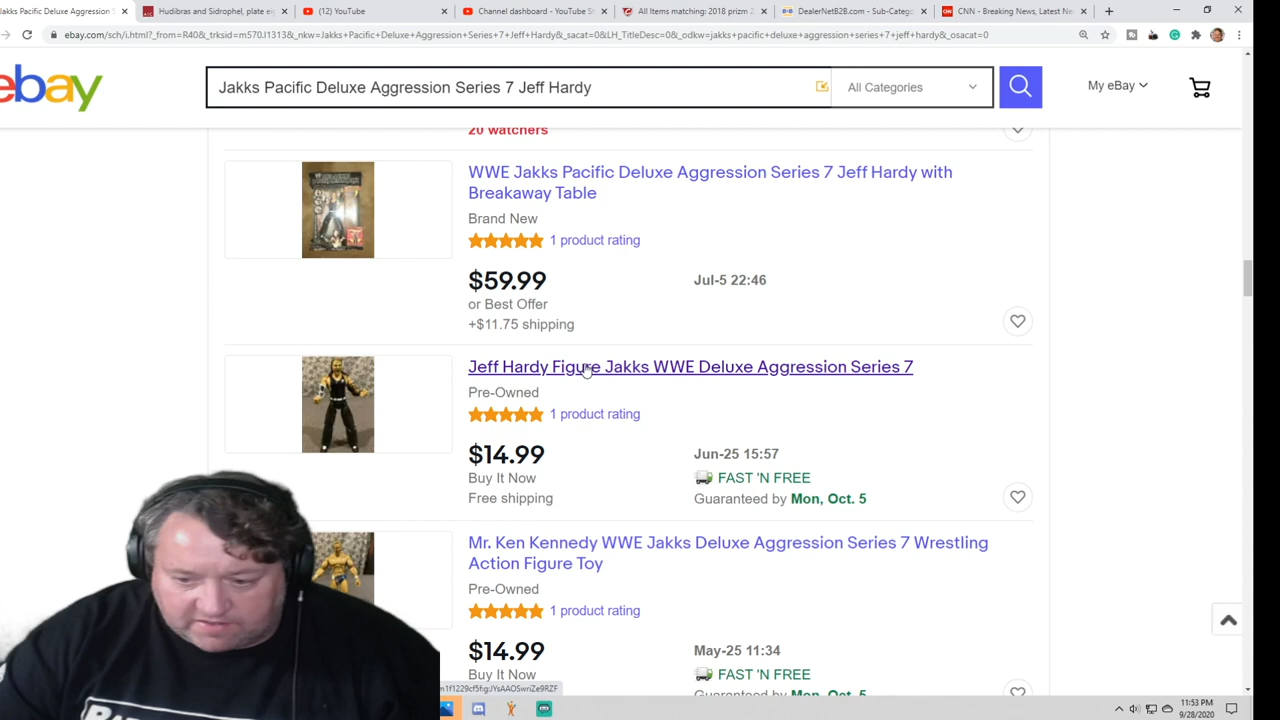 Jakks Pacific Deluxe Aggression S
Hudibras and Sidrophel, plate eig
(12) YouTube
Channel dashboard - YouTube St
All Items matching: 2018 prizm 2
DealerNetB2B.com - Sub-Catego
CNN - Breaking News, Latest Ne
ebay.com/sch/i.html?_from=R40&_trksid=m570.l1313&_nkw=Jakks+Pacific+Deluxe+Aggression+Series+7+Jeff+Hardy&_sacat=0&LH_TitleDesc=0&_odkw=jakks+pacific+deluxe+aggression+series+7+jeff+hardy&_osacat=0
ebay
Jakks Pacific Deluxe Aggression Series 7 Jeff Hardy
All Categories
My eBay
20 watchers
WWE Jakks Pacific Deluxe Aggression Series 7 Jeff Hardy with
Breakaway Table
Brand New
1 product rating
$59.99
Jul-5 22:46
or Best Offer
+$11.75 shipping
Jeff Hardy Figure Jakks WWE Deluxe Aggression Series 7
Pre-Owned
1 product rating
$14.99
Jun-25 15:57
Buy It Now
FAST 'N FREE
Free shipping
Guaranteed by Mon, Oct. 5
Mr. Ken Kennedy WWE Jakks Deluxe Aggression Series 7 Wrestling
Action Figure Toy
Pre-Owned
1 product rating
$14.99
May-25 11:34
Buy It Now
FAST 'N FREE
Guaranteed by Mon, Oct. 5
11:53 PM
9/28/2020